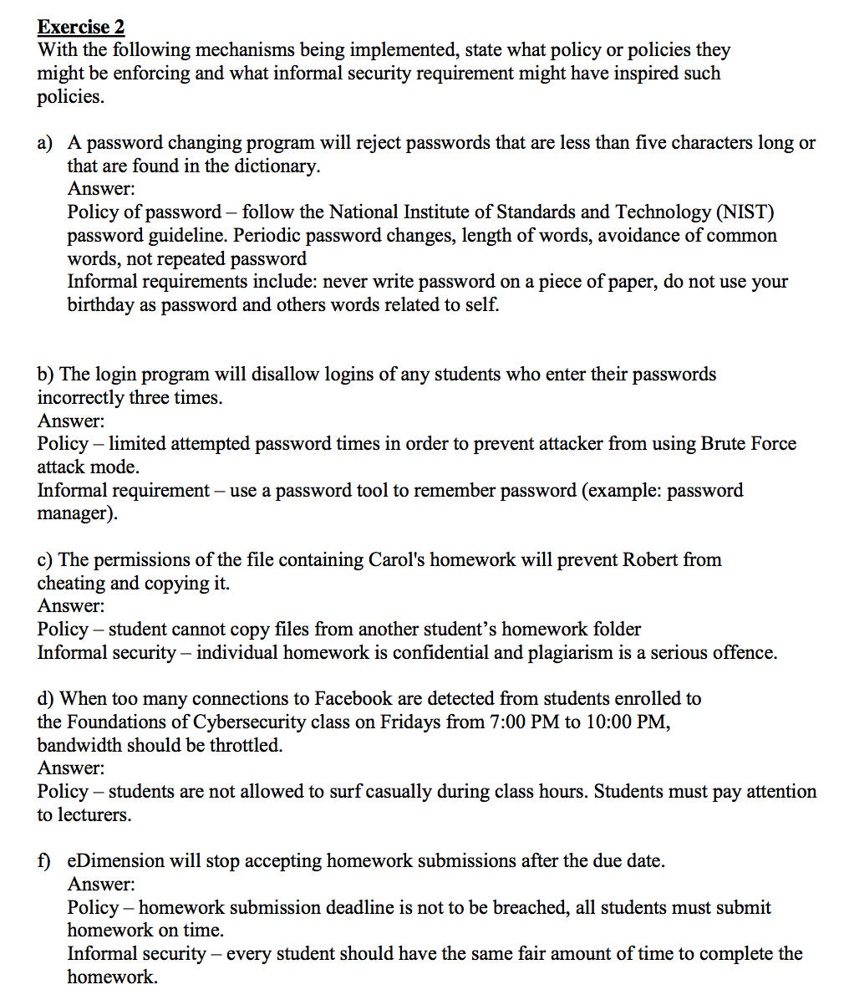 Exercise 2
With the following mechanisms being implemented, state what policy or policies they
might be enforcing and what informal security requirement might have inspired such
policies.
a) A password changing program will reject passwords that are less than five characters long or
that are found in the dictionary.
Answer:
Policy of password – follow the National Institute of Standards and Technology (NIST)
password guideline. Periodic password changes, length of words, avoidance of common
words, not repeated password
Informal requirements include: never write password on a piece of paper, do not use your
birthday as password and others words related to self.
b) The login program will disallow logins of any students who enter their passwords
incorrectly three times.
Answer:
Policy – limited attempted password times in order to prevent attacker from using Brute Force
attack mode.
Informal requirement – use a password tool to remember password (example: password
manager).
c) The permissions of the file containing Carol's homework will prevent Robert from
cheating and copying it.
Answer:
Policy – student cannot copy files from another student’s homework folder
Informal security – individual homework is confidential and plagiarism is a serious offence.
d) When too many connections to Facebook are detected from students enrolled to
the Foundations of Cybersecurity class on Fridays from 7:00 PM to 10:00 PM,
bandwidth should be throttled.
Answer:
Policy – students are not allowed to surf casually during class hours. Students must pay attention
to lecturers.
f) eDimension will stop accepting homework submissions after the due date.
Answer:
Policy – homework submission deadline is not to be breached, all students must submit
homework on time.
Informal security – every student should have the same fair amount of time to complete the
homework.